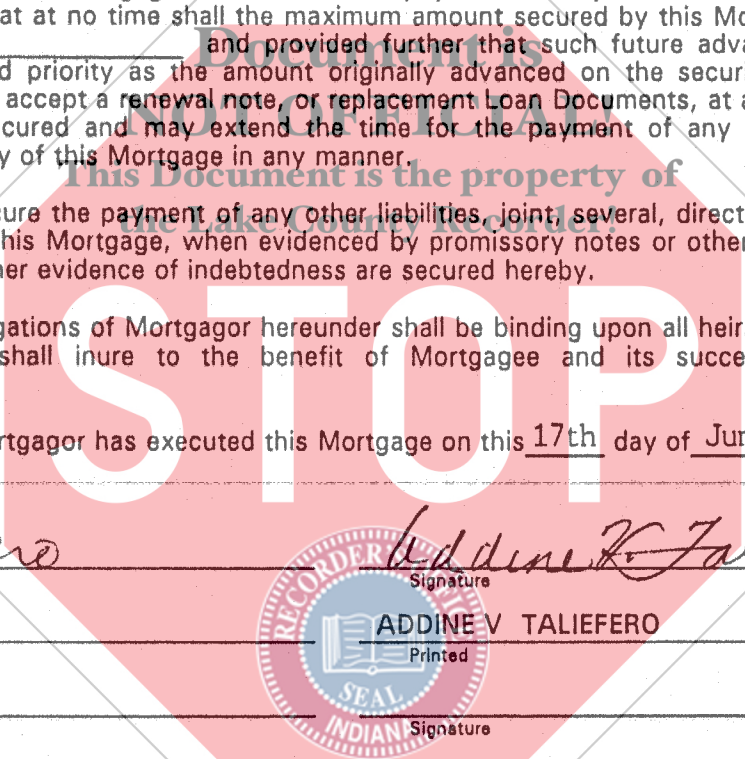 at at no time shall the maximum amount secured by this Mo
and provided further that such future adva
d priority as the amount originally advanced on the securi
accept a renewal note, or replacement Loan Documents, at a
cured and may extend the time for the payment of any
y of this Mortgage in any manner.
Document is
NOT OFFICIAL!
This Document is the property of
the Lake County Recorder!
cure the payment of any other liabilities, joint, several, direct
his Mortgage, when evidenced by promissory notes or other
her evidence of indebtedness are secured hereby.
gations of Mortgagor hereunder shall be binding upon all heir
shall inure to the benefit of Mortgagee and its succe
STOP
rtgagor has executed this Mortgage on this 17th day of Jun
Addine V. Ta
Signature
ADDINE V TALIEFERO
Printed
RECORDER'S OFFIC
SEAL
INDIANA
Signature